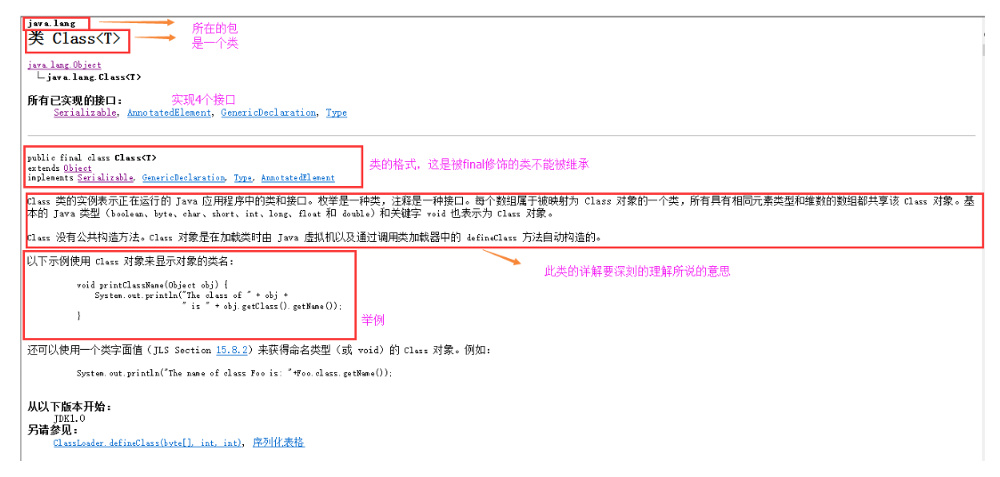 java.lang
所在的包
类 Class<T>
是一个类
java.lang.Object
java.lang.Class<T>
所有已实现的接口：
实现4个接口
Serializable, AnnotatedElement, GenericDeclaration, Type
public final class Class<T>
extends Object
implements Serializable, GenericDeclaration, Type, AnnotatedElement
类的格式，这是被final修饰的类不能被继承
Class 类的实例表示正在运行的 Java 应用程序中的类和接口。枚举是一种类，注释是一种接口。每个数组属于被映射为 Class 对象的一个类，所有具有相同元素类型和维数的数组都共享该 Class 对象。基
本的 Java 类型（boolean、byte、char、short、int、long、float 和 double）和关键字 void 也表示为 Class 对象。
Class 没有公共构造方法。Class 对象是在加载类时由 Java 虚拟机以及通过调用类加载器中的 defineClass 方法自动构造的。
此类的详解要深刻的理解所说的意思
以下示例使用 Class 对象来显示对象的类名：
void printClassName(Object obj) {
System.out.println("The class of " + obj +
" is " + obj.getClass().getName());
}
举例
还可以使用一个类字面值（JLS Section 15.8.2）来获得命名类型（或 void）的 Class 对象。例如：
System.out.println("The name of class Foo is: "+Foo.class.getName());
从以下版本开始：
JDK1.0
另请参见：
ClassLoader.defineClass(byte[], int, int), 序列化表格